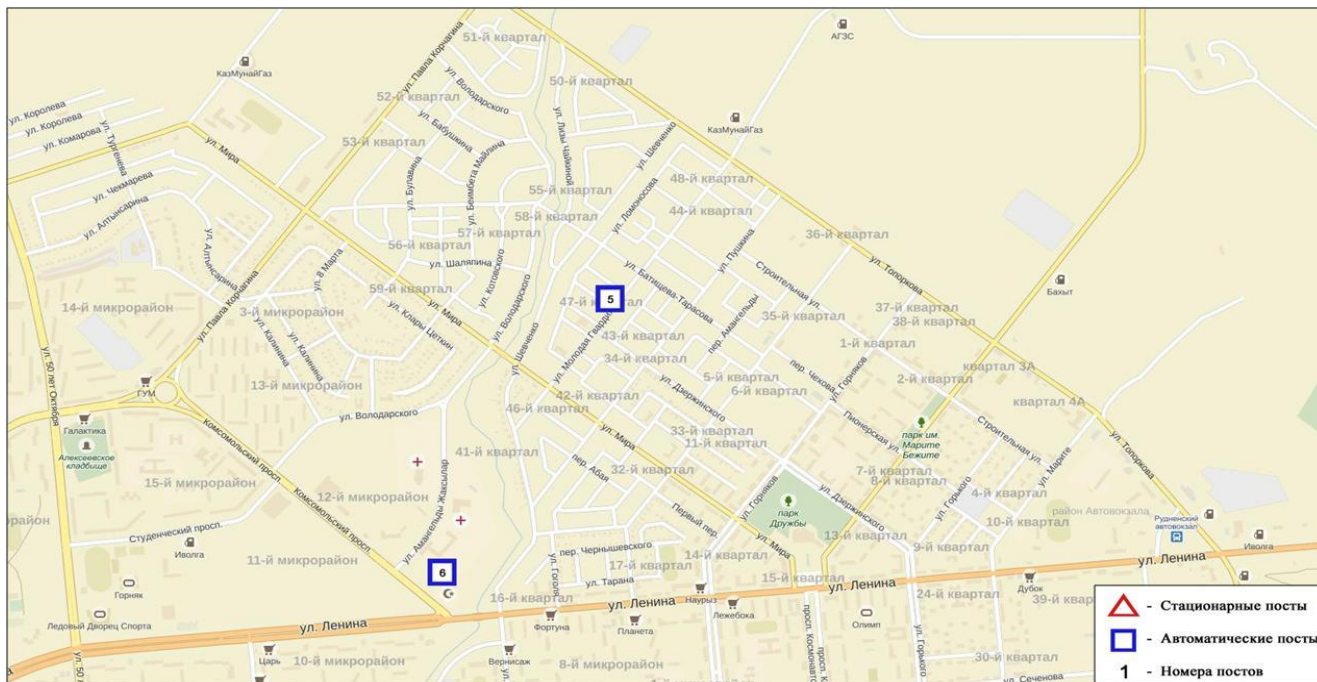 51-й квартал
АГЗС
КазМунайГаз
ул. Павла Корчагина
50-й квартал
ул. Володарского
52-й квартал
ул. Королева
ул. Королева
ул. Комарова
ул. Тургенева
ул. Бабушкина
ул. Лизы Чайкиной
КазМунайГаз
ул. Шевченко
ул. Мира
53-й квартал
ул. Булавина
ул. Беимбета Майлина
48-й квартал
ул. Чекмарева
55-й квартал
ул. Ломоносова
44-й квартал
ул. Алтынсарина
58-й квартал
ул. Пушкина
36-й квартал
57-й квартал
56-й квартал
ул. Алтынсарина
ул. 8 Марта
ул. Шаляпина
ул. Котовского
ул. Батищева-Тарасова
Строительная ул.
ул. Топоркова
Бахыт
59-й квартал
14-й микрорайон
ул. Павла Корчагина
3-й микрорайон
ул. Клары Цеткин
ул. Мира
ул. Володарского
5
47-й квартал
пер. Амангельды
37-й квартал
35-й квартал
38-й квартал
ул. Калинина
ул. Калинина
ул. Шевченко
43-й квартал
1-й квартал
34-й квартал
ул. 50 лет Октября
13-й микрорайон
5-й квартал
пер. Чехова
ул. Горняков
2-й квартал
квартал 3А
6-й квартал
ГУМ
ул. Дзержинского
42-й квартал
46-й квартал
квартал 4А
ул. Володарского
Галактика
Комсомольский просп.
Пионерская ул.
ул. Мира
33-й квартал
11-й квартал
парк им.
Марите
Бежите
Строительная ул.
ул. Топоркова
Алексеевское
кладбище
41-й квартал
пер. Абая
32-й квартал
7-й квартал
8-й квартал
ул. Марите
15-й микрорайон
12-й микрорайон
Комсомольский просп.
ул. Амангельды Жаксылар
ул. Горняков
ул. Дзержинского
ул. Горького
4-й квартал
парк
Дружбы
Первый пер.
10-й квартал
район Автовокзала
Рудненский
автовокзал
Иволга
Студенческий просп.
Иволга
11-й микрорайон
пер. Чернышевского
ул. Мира
13-й квартал
9-й квартал
14-й квартал
17-й квартал
6
ул. Гоголя
ул. Тарана
15-й квартал
ул. Ленина
Горняк
16-й квартал
ул. Ленина
Наурыз
24-й квартал
Дубок
Ледовый Дворец Спорта
ул. Ленина
Фортуна
Планета
Лежебока
Олимп
Царь
10-й микрорайон
Вернисаж
8-й микрорайон
ул. Горького
30-й квартал
ул. Сеченова
- Стационарные посты
- Автоматические посты
1 - Номера постов